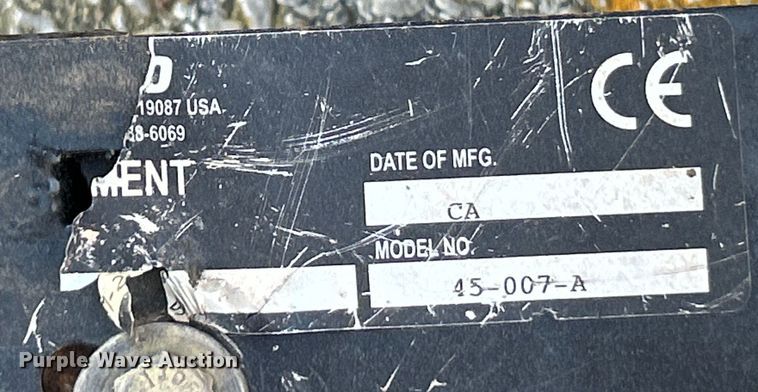 19087 USA
38-6069
MENT
CE
DATE OF MFG.
CA
MODEL NO.
45-007-A
Purple Wave Auction